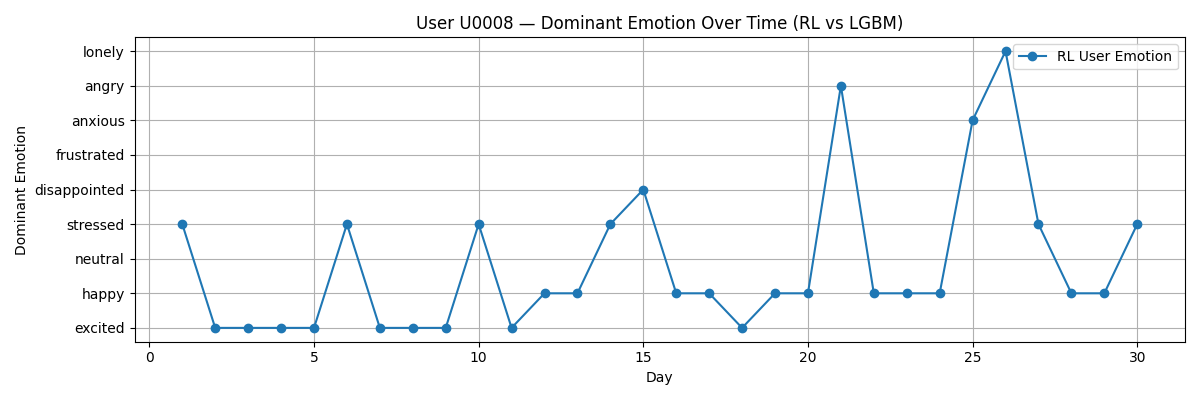 User U0008 — Dominant Emotion Over Time (RL vs LGBM)
RL User Emotion
Dominant Emotion
lonely
angry
anxious
frustrated
disappointed
stressed
neutral
happy
excited
0 5 10 15 20 25 30
Day